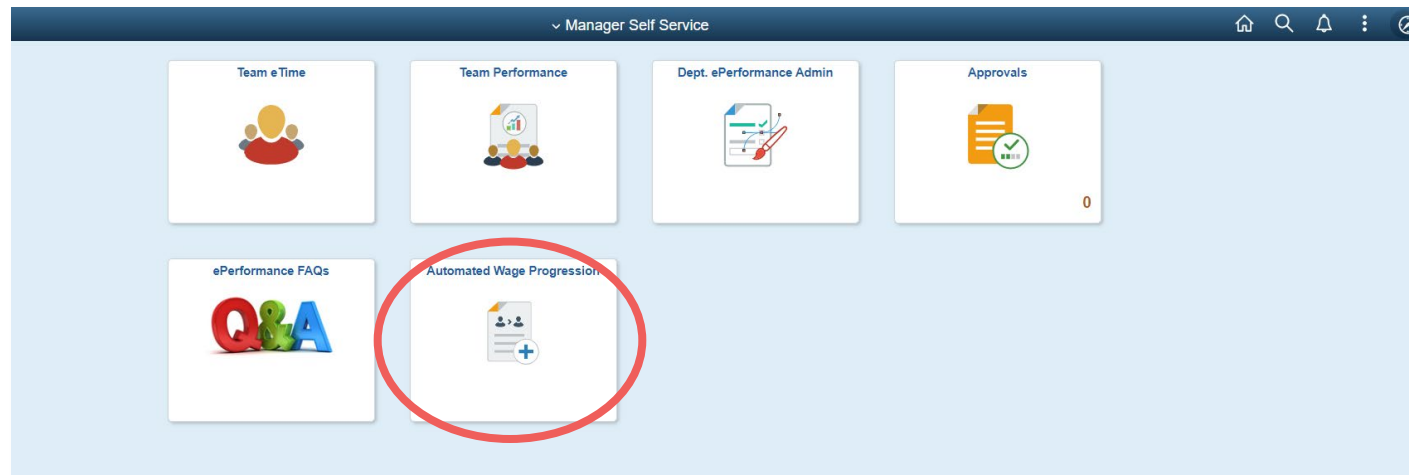 Manager Self Service
Team eTime
Team Performance
Dept. ePerformance Admin
Approvals
0
ePerformance FAQs
Automated Wage Progression
Q&A